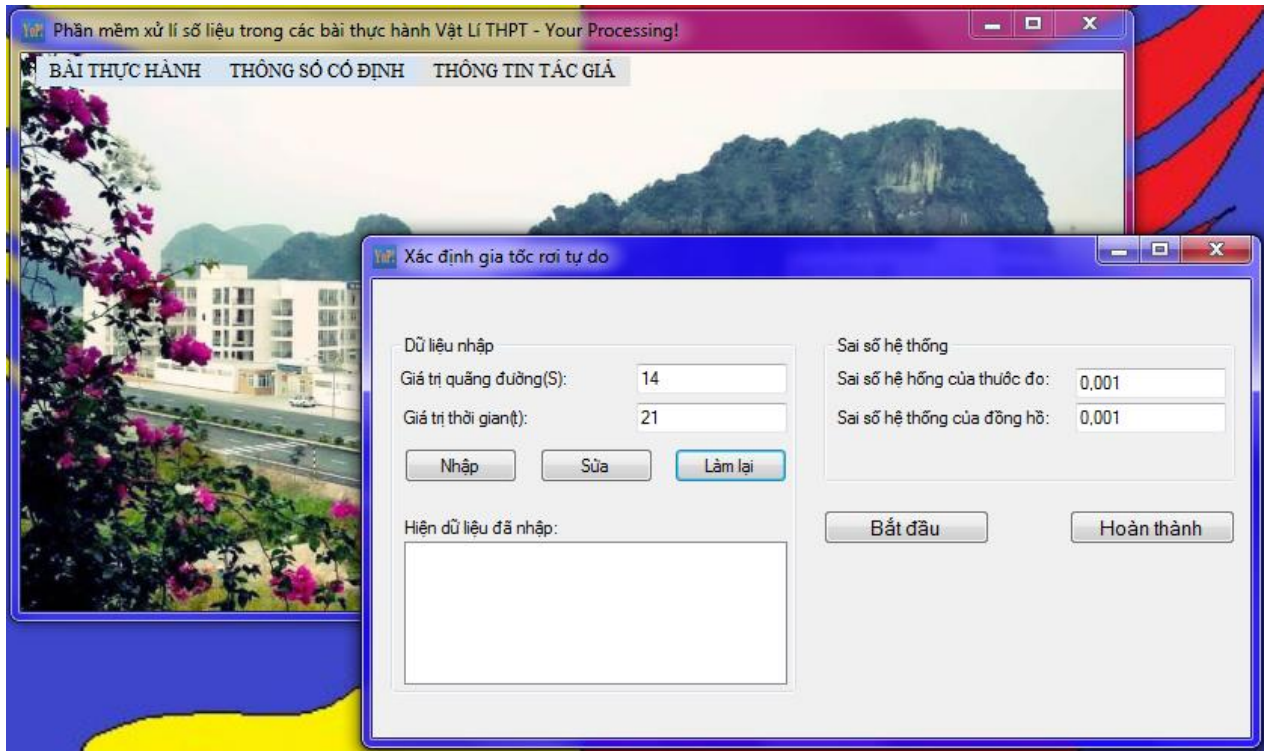 YoP! Phần mềm xử lí số liệu trong các bài thực hành Vật Lí THPT - Your Processing!
BÀI THỰC HÀNH THÔNG SỐ CỐ ĐỊNH THÔNG TIN TÁC GIẢ
YoP! Xác định gia tốc rơi tự do
Dữ liệu nhập
Giá trị quãng đường(S): 14
Giá trị thời gian(t): 21
Nhập Sửa Làm lại
Hiện dữ liệu đã nhập:
Sai số hệ thống
Sai số hệ hống của thước đo: 0,001
Sai số hệ thống của đồng hồ: 0,001
Bắt đầu Hoàn thành